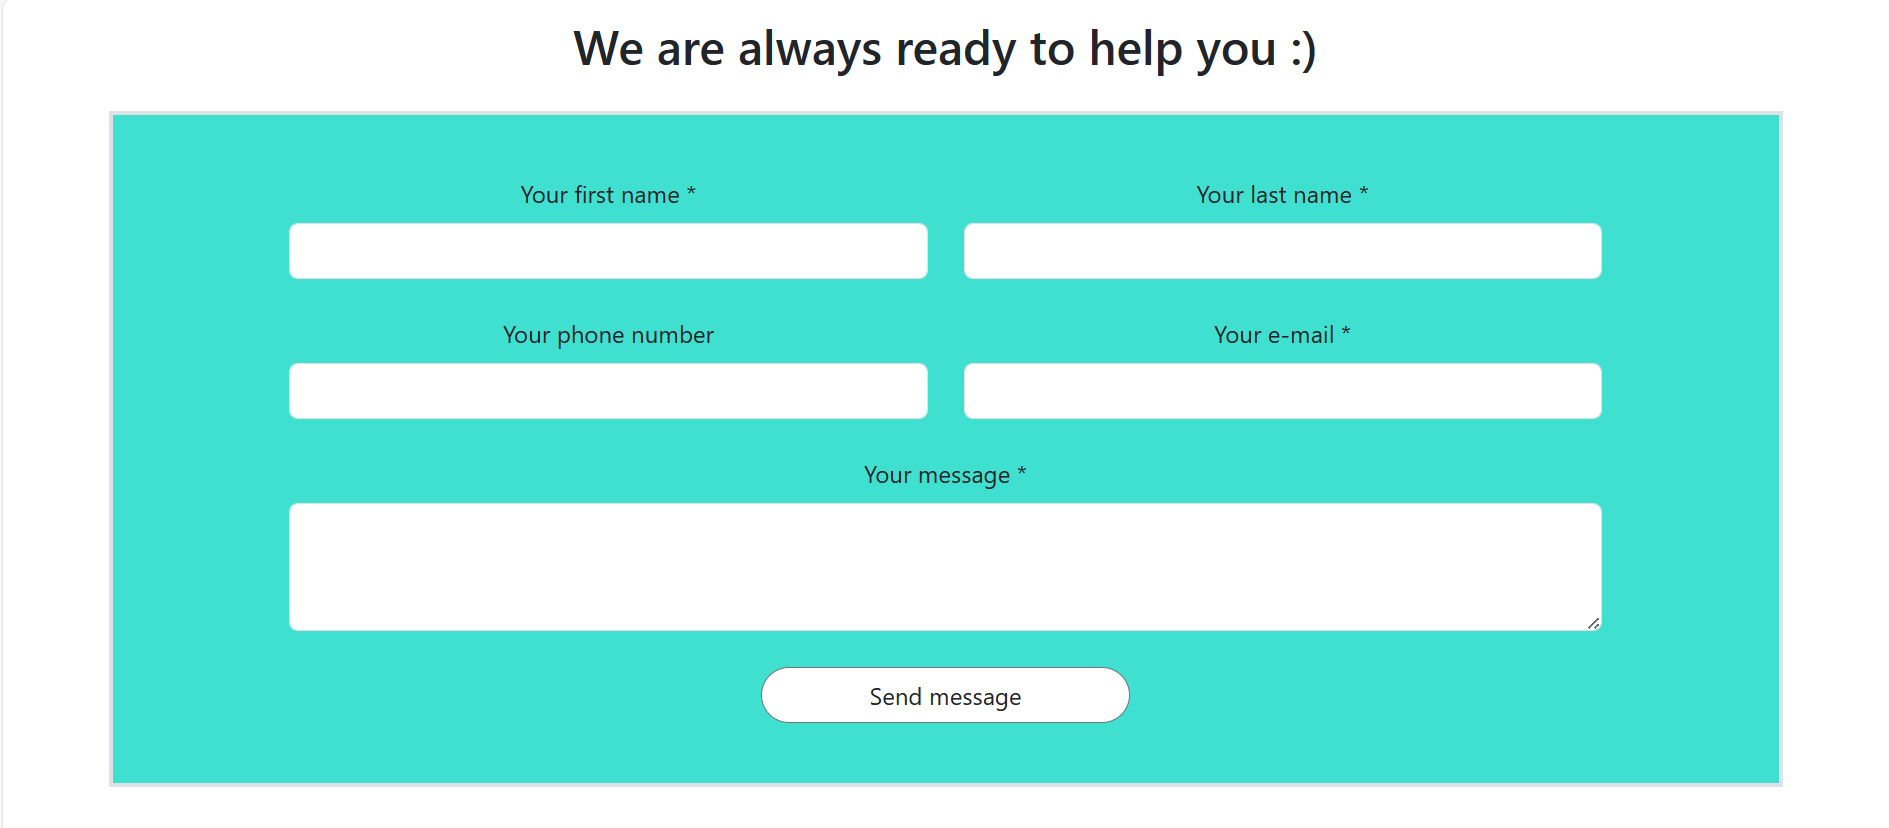 We are always ready to help you :)
Your first name *
Your last name *
Your phone number
Your e-mail *
Your message *
Send message